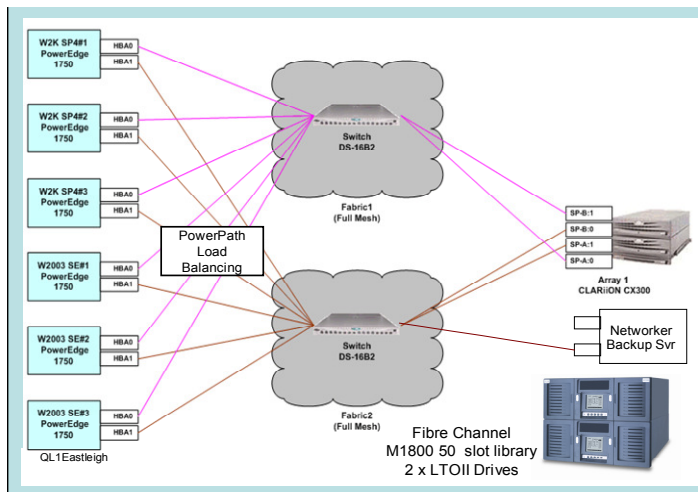 W2K SP4#1
PowerEdge
1750
HBA0
HBA1
W2K SP4#2
PowerEdge
1750
HBA0
HBA1
W2K SP4#3
PowerEdge
1750
HBA0
HBA1
W2003 SE#1
PowerEdge
1750
HBA0
HBA1
W2003 SE#2
PowerEdge
1750
HBA0
HBA1
W2003 SE#3
PowerEdge
1750
HBA0
HBA1
QL1Eastleigh
PowerPath
Load
Balancing
Switch
DS-16B2
Fabric1
(Full Mesh)
Switch
DS-16B2
Fabric2
(Full Mesh)
SP-B:1
SP-B:0
SP-A:1
SP-A:0
Array 1
CLARiiON CX300
Networker
Backup Svr
Fibre Channel
M1800 50 slot library
2 x LTOII Drives